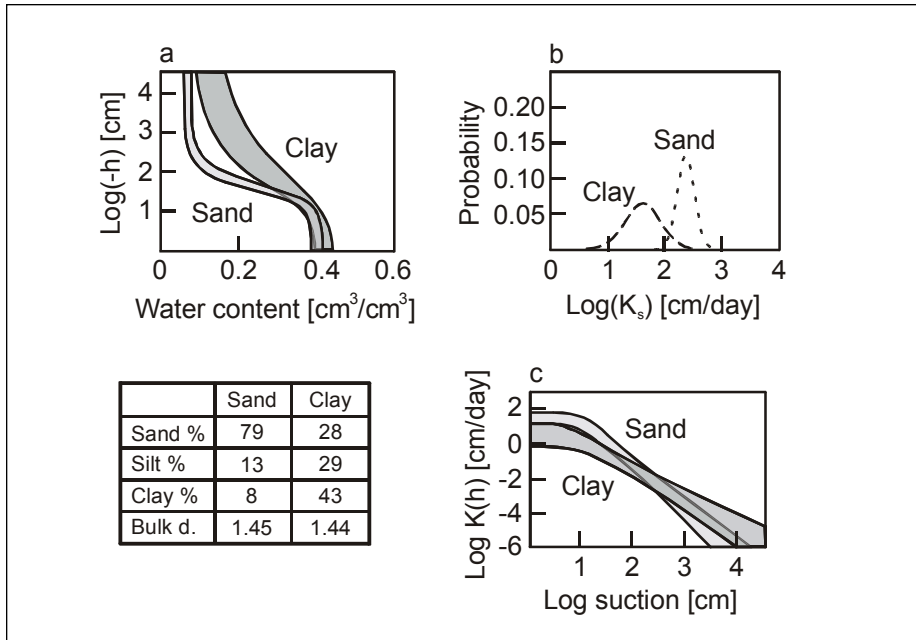 a
Log(-h) [cm]
4
3
2
1
Clay
Sand
0
0.2
0.4
0.6
Water content [cm³/cm³]
b
Probability
0.20
0.15
0.10
0.05
Sand
Clay
0
1
2
3
4
Log(Kₛ) [cm/day]
Sand Clay
Sand % 79 28
Silt % 13 29
Clay % 8 43
Bulk d. 1.45 1.44
c
Log K(h) [cm/day]
2
0
-2
-4
-6
Sand
Clay
1
2
3
4
Log suction [cm]